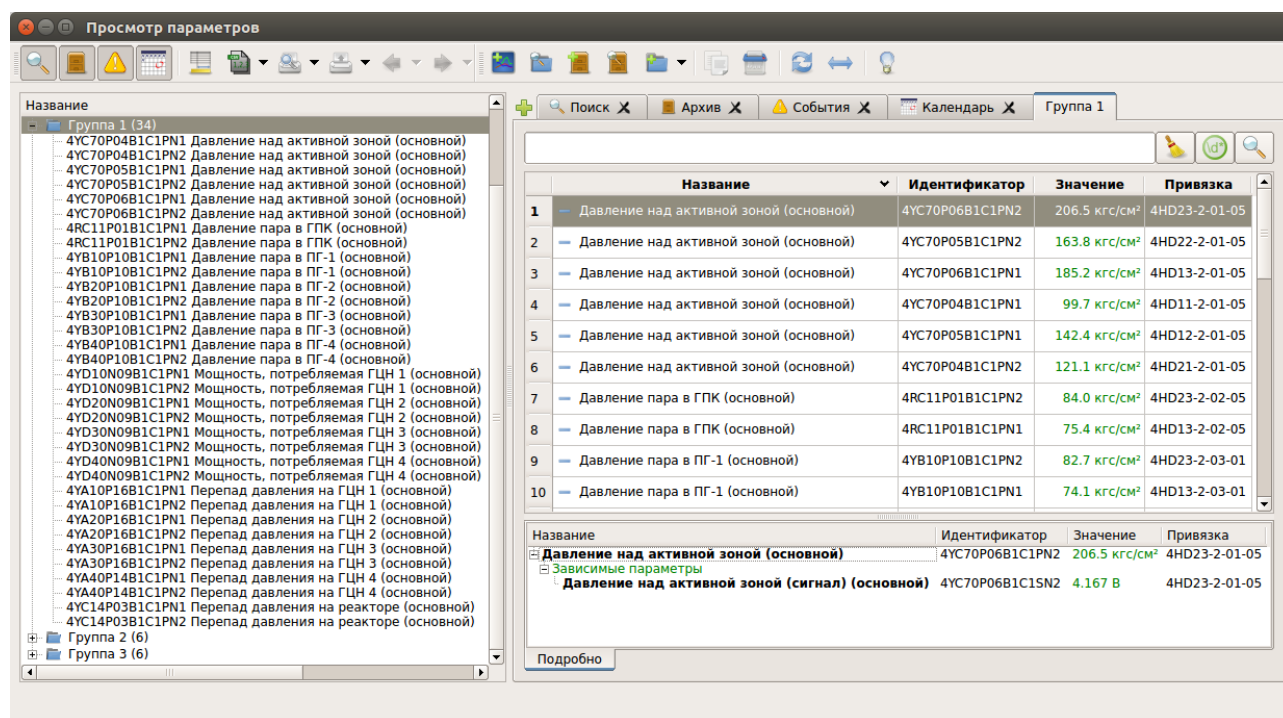 Просмотр параметров
Название
Группа 1 (34)
4YC70P04B1C1PN1 Давление над активной зоной (основной)
4YC70P04B1C1PN2 Давление над активной зоной (основной)
4YC70P05B1C1PN1 Давление над активной зоной (основной)
4YC70P05B1C1PN2 Давление над активной зоной (основной)
4YC70P06B1C1PN1 Давление над активной зоной (основной)
4YC70P06B1C1PN2 Давление над активной зоной (основной)
4RC11P01B1C1PN1 Давление пара в ГПК (основной)
4RC11P01B1C1PN2 Давление пара в ГПК (основной)
4YB10P10B1C1PN1 Давление пара в ПГ-1 (основной)
4YB10P10B1C1PN2 Давление пара в ПГ-1 (основной)
4YB20P10B1C1PN1 Давление пара в ПГ-2 (основной)
4YB20P10B1C1PN2 Давление пара в ПГ-2 (основной)
4YB30P10B1C1PN1 Давление пара в ПГ-3 (основной)
4YB30P10B1C1PN2 Давление пара в ПГ-3 (основной)
4YB40P10B1C1PN1 Давление пара в ПГ-4 (основной)
4YB40P10B1C1PN2 Давление пара в ПГ-4 (основной)
4YD10N09B1C1PN1 Мощность, потребляемая ГЦН 1 (основной)
4YD10N09B1C1PN2 Мощность, потребляемая ГЦН 1 (основной)
4YD20N09B1C1PN1 Мощность, потребляемая ГЦН 2 (основной)
4YD20N09B1C1PN2 Мощность, потребляемая ГЦН 2 (основной)
4YD30N09B1C1PN1 Мощность, потребляемая ГЦН 3 (основной)
4YD30N09B1C1PN2 Мощность, потребляемая ГЦН 3 (основной)
4YD40N09B1C1PN1 Мощность, потребляемая ГЦН 4 (основной)
4YD40N09B1C1PN2 Мощность, потребляемая ГЦН 4 (основной)
4YA10P16B1C1PN1 Перепад давления на ГЦН 1 (основной)
4YA10P16B1C1PN2 Перепад давления на ГЦН 1 (основной)
4YA20P16B1C1PN1 Перепад давления на ГЦН 2 (основной)
4YA20P16B1C1PN2 Перепад давления на ГЦН 2 (основной)
4YA30P16B1C1PN1 Перепад давления на ГЦН 3 (основной)
4YA30P16B1C1PN2 Перепад давления на ГЦН 3 (основной)
4YA40P14B1C1PN1 Перепад давления на ГЦН 4 (основной)
4YA40P14B1C1PN2 Перепад давления на ГЦН 4 (основной)
4YC14P03B1C1PN1 Перепад давления на реакторе (основной)
4YC14P03B1C1PN2 Перепад давления на реакторе (основной)
Группа 2 (6)
Группа 3 (6)
Поиск Архив События Календарь Группа 1
\d*
Название Идентификатор Значение Привязка
1 Давление над активной зоной (основной) 4YC70P06B1C1PN2 206.5 кгс/см² 4HD23-2-01-05
2 Давление над активной зоной (основной) 4YC70P05B1C1PN2 163.8 кгс/см² 4HD22-2-01-05
3 Давление над активной зоной (основной) 4YC70P06B1C1PN1 185.2 кгс/см² 4HD13-2-01-05
4 Давление над активной зоной (основной) 4YC70P04B1C1PN1 99.7 кгс/см² 4HD11-2-01-05
5 Давление над активной зоной (основной) 4YC70P05B1C1PN1 142.4 кгс/см² 4HD12-2-01-05
6 Давление над активной зоной (основной) 4YC70P04B1C1PN2 121.1 кгс/см² 4HD21-2-01-05
7 Давление пара в ГПК (основной) 4RC11P01B1C1PN2 84.0 кгс/см² 4HD23-2-02-05
8 Давление пара в ГПК (основной) 4RC11P01B1C1PN1 75.4 кгс/см² 4HD13-2-02-05
9 Давление пара в ПГ-1 (основной) 4YB10P10B1C1PN2 82.7 кгс/см² 4HD23-2-03-01
10 Давление пара в ПГ-1 (основной) 4YB10P10B1C1PN1 74.1 кгс/см² 4HD13-2-03-01
Название Идентификатор Значение Привязка
Давление над активной зоной (основной) 4YC70P06B1C1PN2 206.5 кгс/см² 4HD23-2-01-05
Зависимые параметры
Давление над активной зоной (сигнал) (основной) 4YC70P06B1C1SN2 4.167 В 4HD23-2-01-05
Подробно